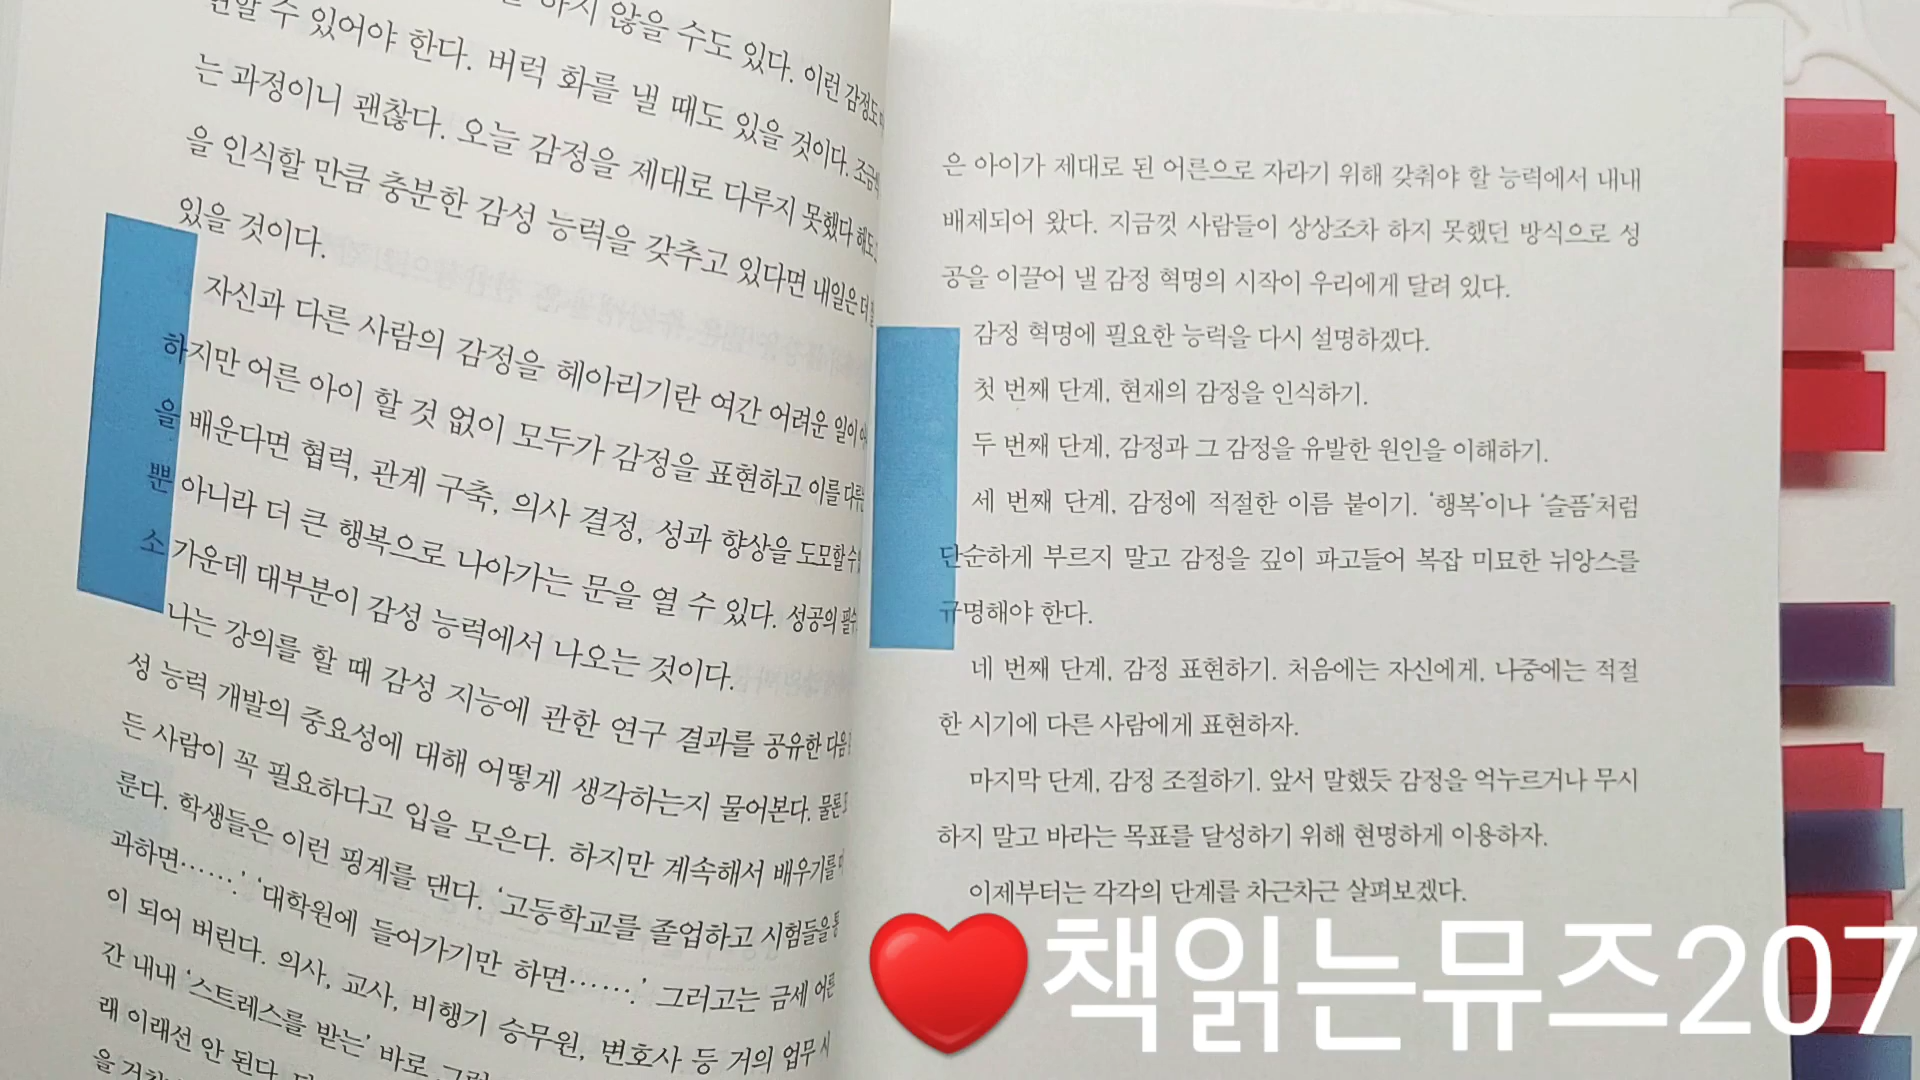 하지 않을 수도 있다. 이런 감정도
수 있어야 한다. 버럭 화를 낼 때도 있을 것이다.
는 과정이니 괜찮다. 오늘 감정을 제대로 다루지 못했다 해도
을 인식할 만큼 충분한 감성 능력을 갖추고 있다면 내일은 더
있을 것이다.
자신과 다른 사람의 감정을 헤아리기란 여간 어려운 일이
하지만 어른 아이 할 것 없이 모두가 감정을 표현하고 이를
을 배운다면 협력, 관계 구축, 의사 결정, 성과 향상을 도모할 수
뿐 아니라 더 큰 행복으로 나아가는 문을 열 수 있다. 성공의
소 가운데 대부분이 감성 능력에서 나오는 것이다.
나는 강의를 할 때 감성 지능에 관한 연구 결과를 공유한 다음
성 능력 개발의 중요성에 대해 어떻게 생각하는지 물어본다. 물론
든 사람이 꼭 필요하다고 입을 모은다. 하지만 계속해서 배우기를
룬다. 학생들은 이런 핑계를 댄다. ‘고등학교를 졸업하고 시험들을 통
과하면…….’ ‘대학원에 들어가기만 하면…….’ 그러고는 금세 어른
이 되어 버린다. 의사, 교사, 비행기 승무원, 변호사 등 거의 업무 시
간 내내 ‘스트레스를 받는’ 바로
래 이래선 안 된다.
은 아이가 제대로 된 어른으로 자라기 위해 갖춰야 할 능력에서 내내
배제되어 왔다. 지금껏 사람들이 상상조차 하지 못했던 방식으로 성
공을 이끌어 낼 감정 혁명의 시작이 우리에게 달려 있다.
감정 혁명에 필요한 능력을 다시 설명하겠다.
첫 번째 단계, 현재의 감정을 인식하기.
두 번째 단계, 감정과 그 감정을 유발한 원인을 이해하기.
세 번째 단계, 감정에 적절한 이름 붙이기. ‘행복’이나 ‘슬픔’처럼
단순하게 부르지 말고 감정을 깊이 파고들어 복잡 미묘한 뉘앙스를
규명해야 한다.
네 번째 단계, 감정 표현하기. 처음에는 자신에게, 나중에는 적절
한 시기에 다른 사람에게 표현하자.
마지막 단계, 감정 조절하기. 앞서 말했듯 감정을 억누르거나 무시
하지 말고 바라는 목표를 달성하기 위해 현명하게 이용하자.
이제부터는 각각의 단계를 차근차근 살펴보겠다.
책읽는뮤즈207